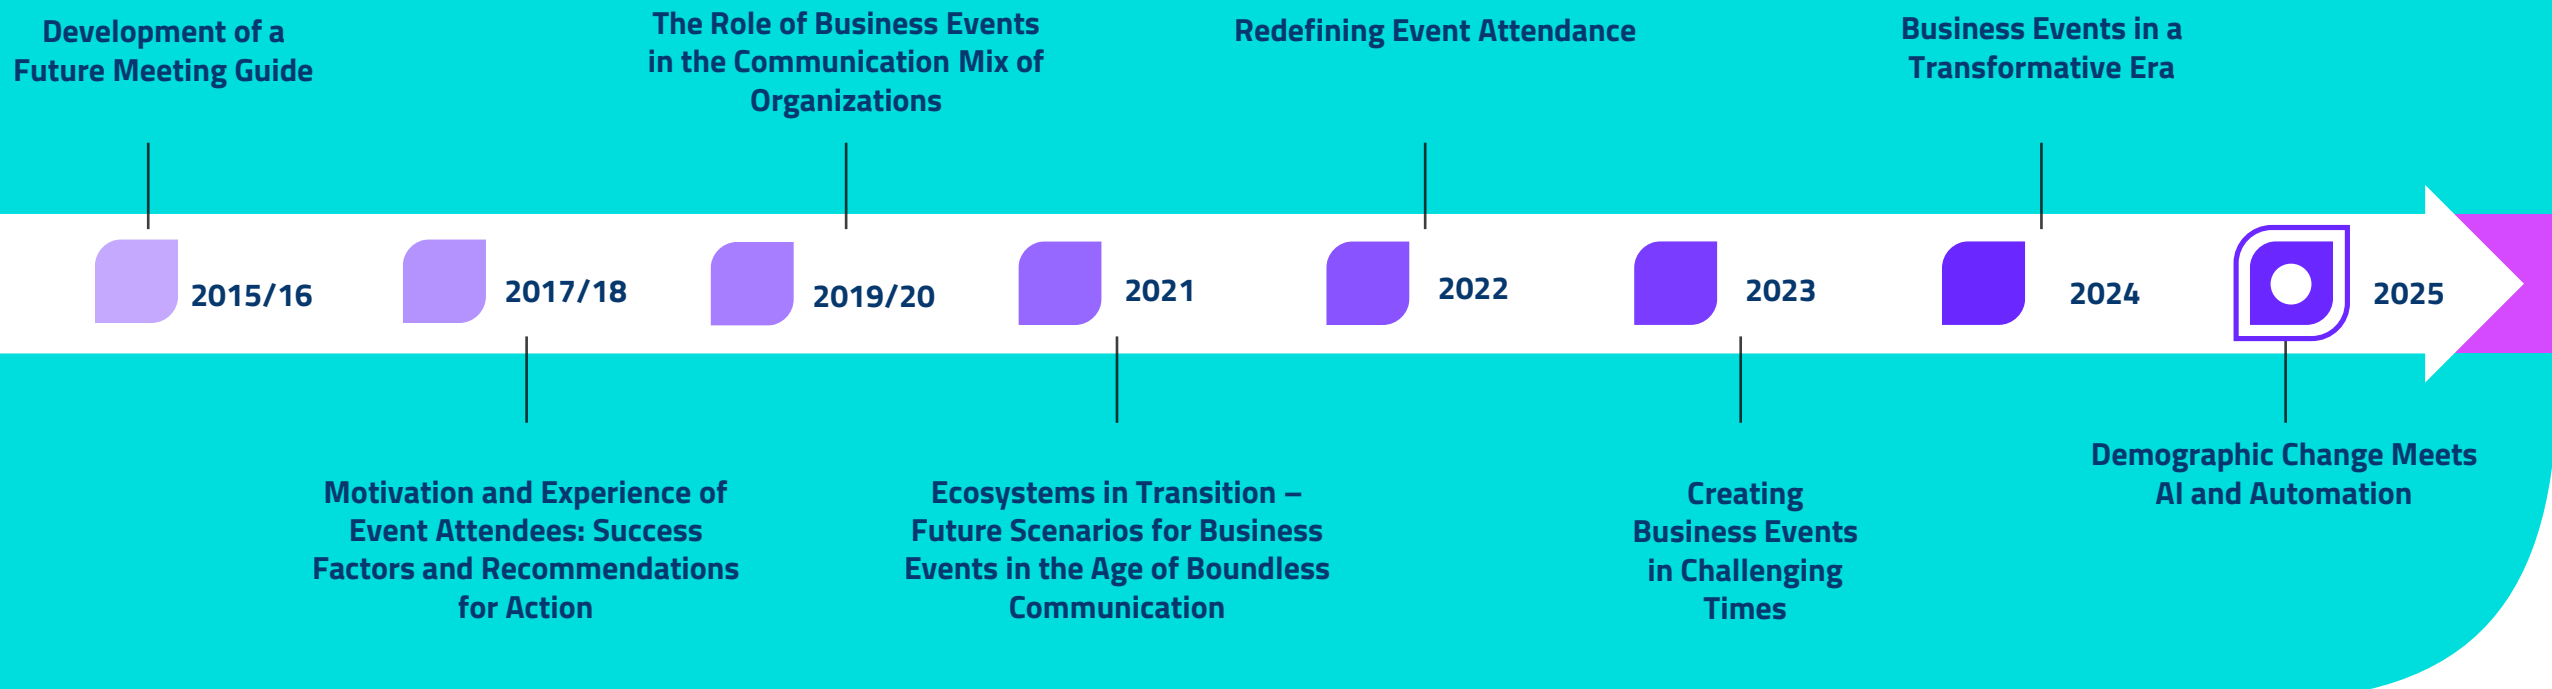 Development of a
Future Meeting Guide
The Role of Business Events
in the Communication Mix of
Organizations
Redefining Event Attendance
Business Events in a
Transformative Era
2015/16
2017/18
2019/20
2021
2022
2023
2024
2025
Motivation and Experience of
Event Attendees: Success
Factors and Recommendations
for Action
Ecosystems in Transition –
Future Scenarios for Business
Events in the Age of Boundless
Communication
Creating
Business Events
in Challenging
Times
Demographic Change Meets
AI and Automation